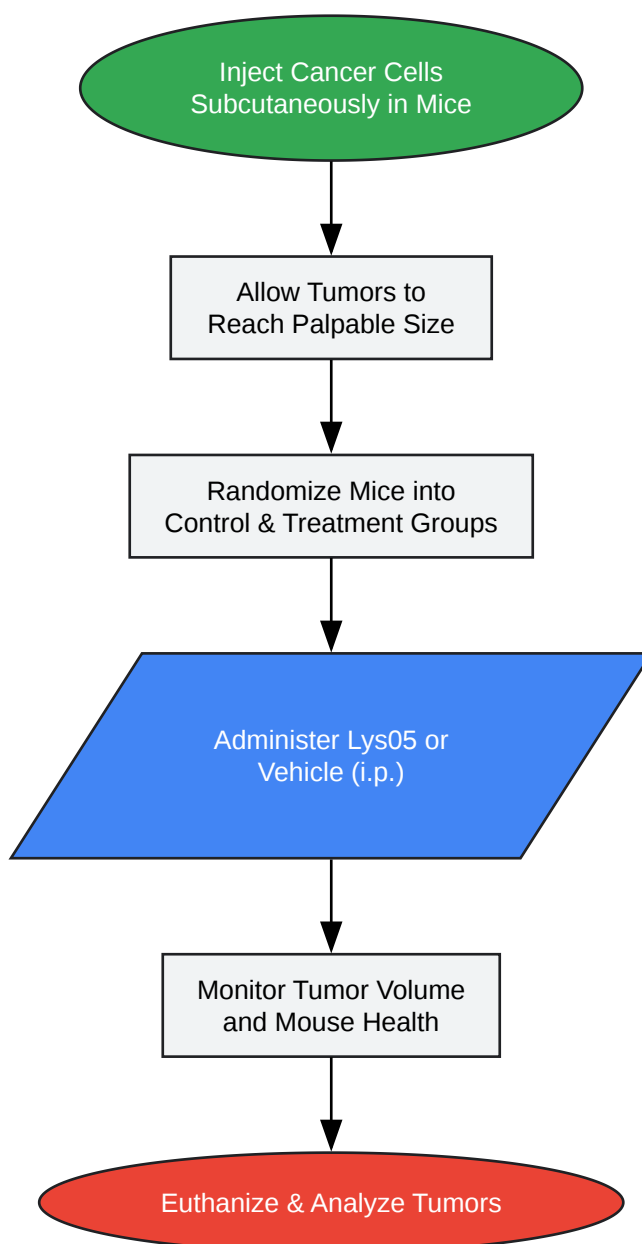 Inject Cancer Cells
Subcutaneously in Mice
Allow Tumors to
Reach Palpable Size
Randomize Mice into
Control & Treatment Groups
Administer Lys05 or
Vehicle (i.p.)
Monitor Tumor Volume
and Mouse Health
Euthanize & Analyze Tumors